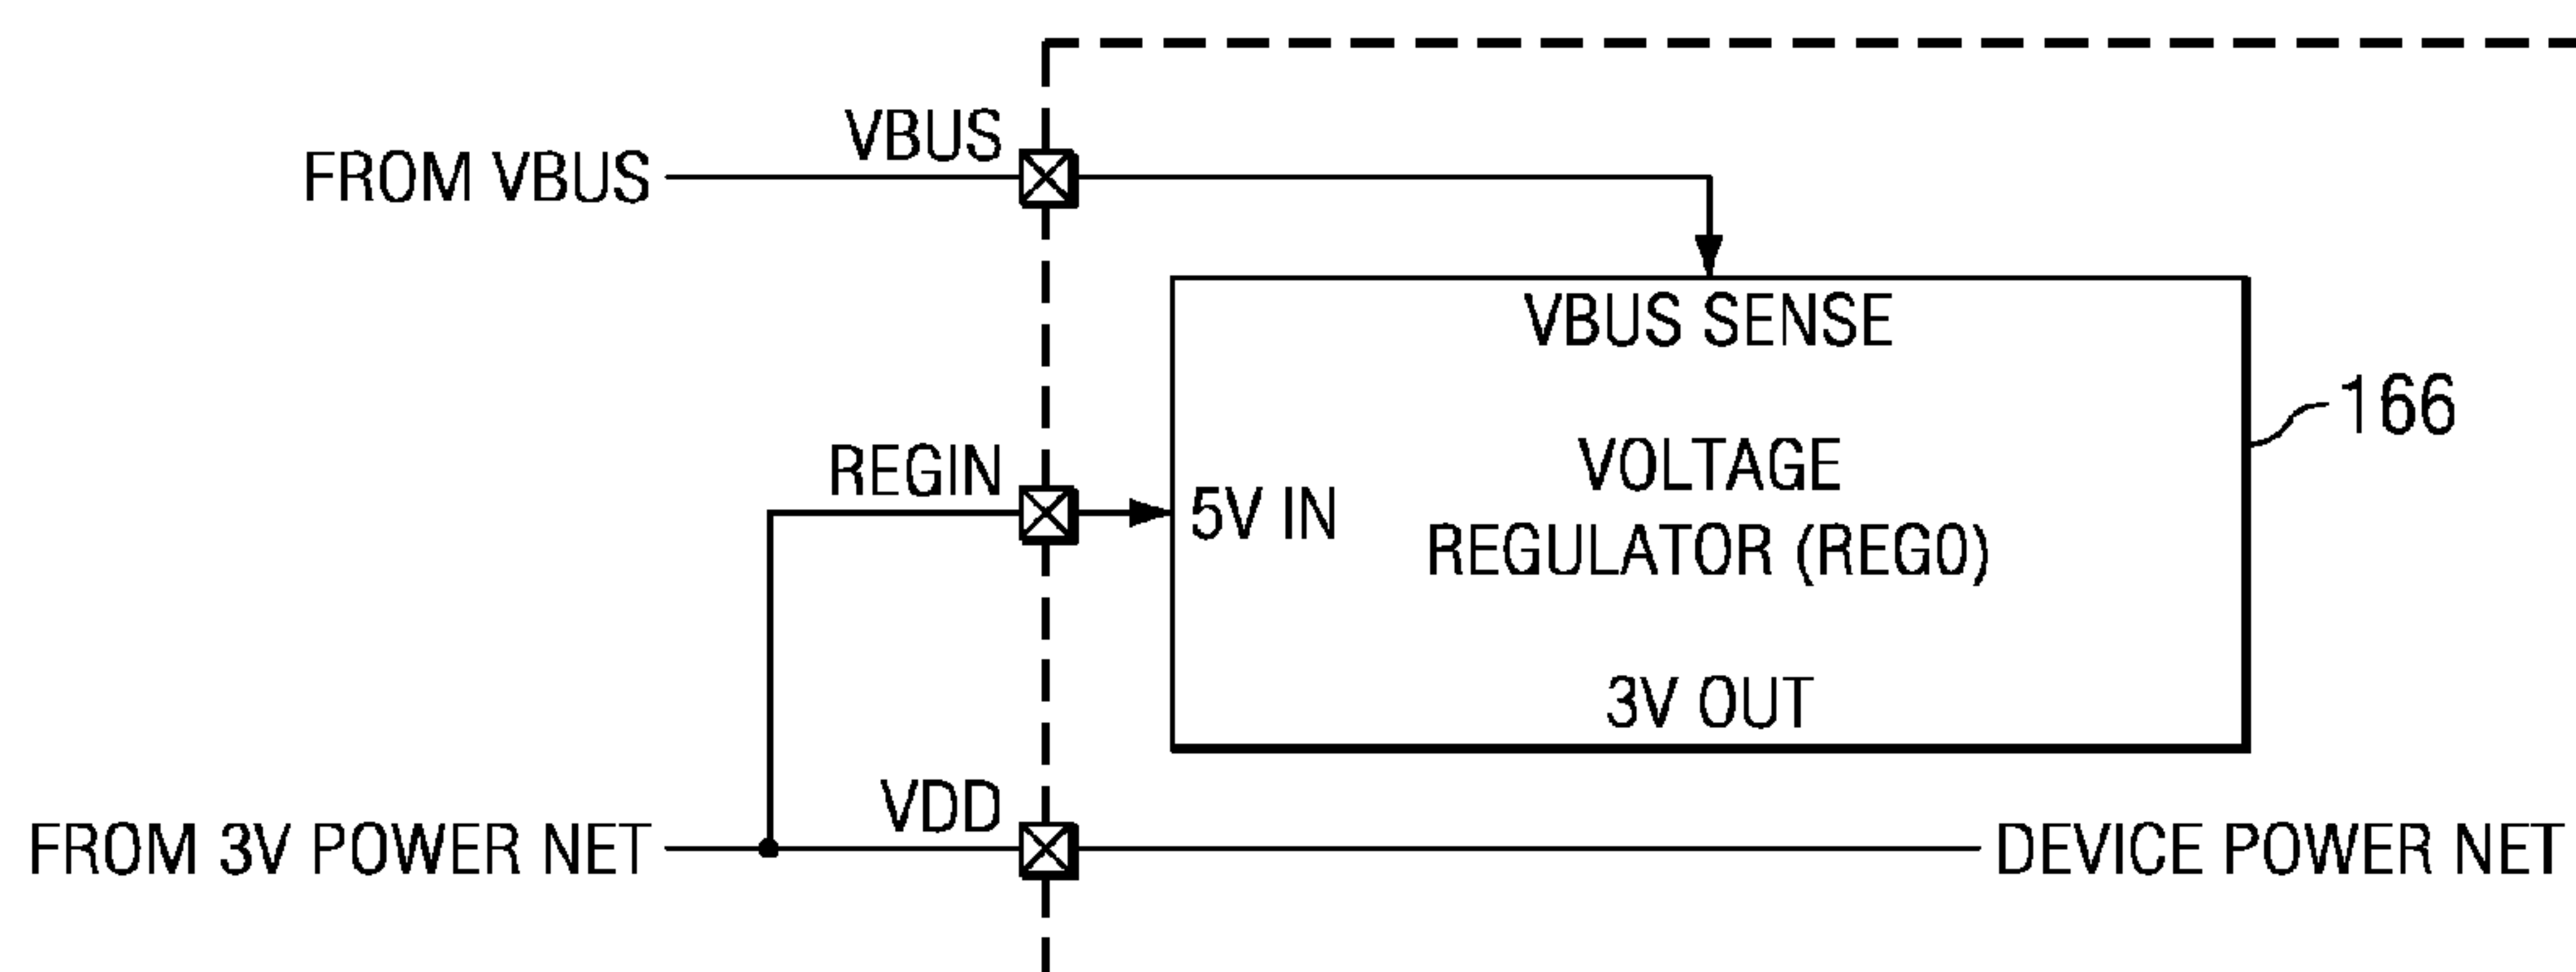 VBUS
FROM VBUS
VBUS SENSE
166
REGIN
VOLTAGE
5V IN
REGULATOR (REG0)
3V OUT
VDD
FROM 3V POWER NET
DEVICE POWER NET